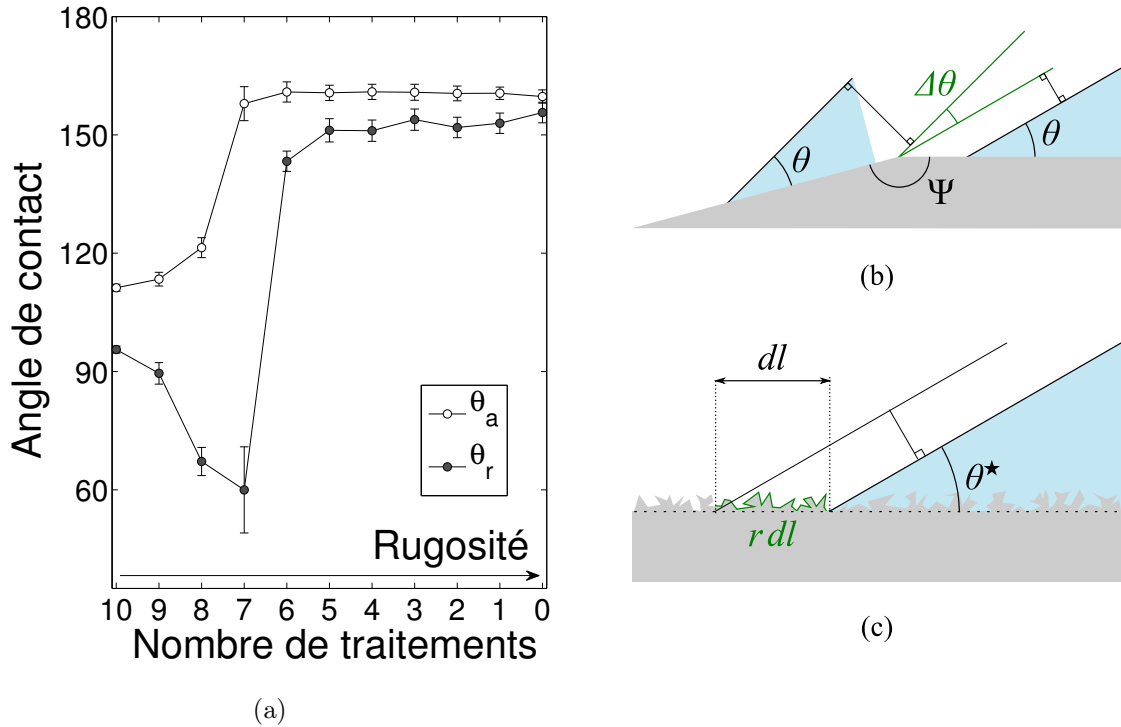 180
150
120
90
60
Angle de contact
θa
θr
Rugosité
10 9 8 7 6 5 4 3 2 1 0
Nombre de traitements
(a)
Δθ
θ
θ
Ψ
(b)
dl
θ★
r dl
(c)